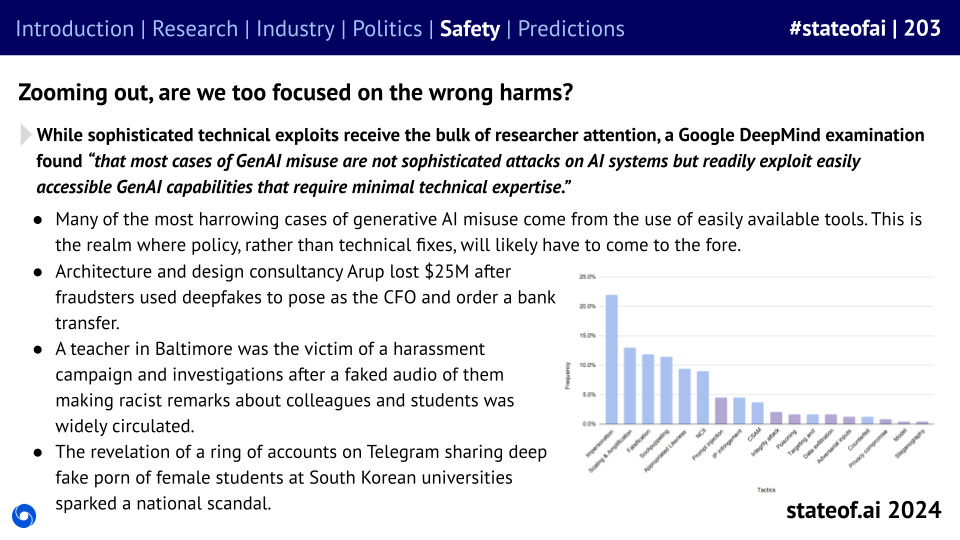 Introduction | Research | Industry | Politics | Safety | Predictions
#stateofai | 203
Zooming out, are we too focused on the wrong harms?
While sophisticated technical exploits receive the bulk of researcher attention, a Google DeepMind examination
found “that most cases of GenAI misuse are not sophisticated attacks on AI systems but readily exploit easily
accessible GenAI capabilities that require minimal technical expertise.”
● Many of the most harrowing cases of generative AI misuse come from the use of easily available tools. This is
the realm where policy, rather than technical fixes, will likely have to come to the fore.
● Architecture and design consultancy Arup lost $25M after
fraudsters used deepfakes to pose as the CFO and order a bank
transfer.
● A teacher in Baltimore was the victim of a harassment
campaign and investigations after a faked audio of them
making racist remarks about colleagues and students was
widely circulated.
● The revelation of a ring of accounts on Telegram sharing deep
fake porn of female students at South Korean universities
sparked a national scandal.
25.0%
20.0%
15.0%
10.0%
5.0%
0.0%
Frequency
Impersonation
Scaling & Amplification
Falsification
Sockpuppeting
Appropriated Likeness
NCII
Prompt injection
IP infringement
CSAM
Integrity attack
Poisoning
Targeting and
Data exfiltration
Adversarial inputs
Counterfeit
Privacy compromise
Model
Steganography
Tactics
stateof.ai 2024